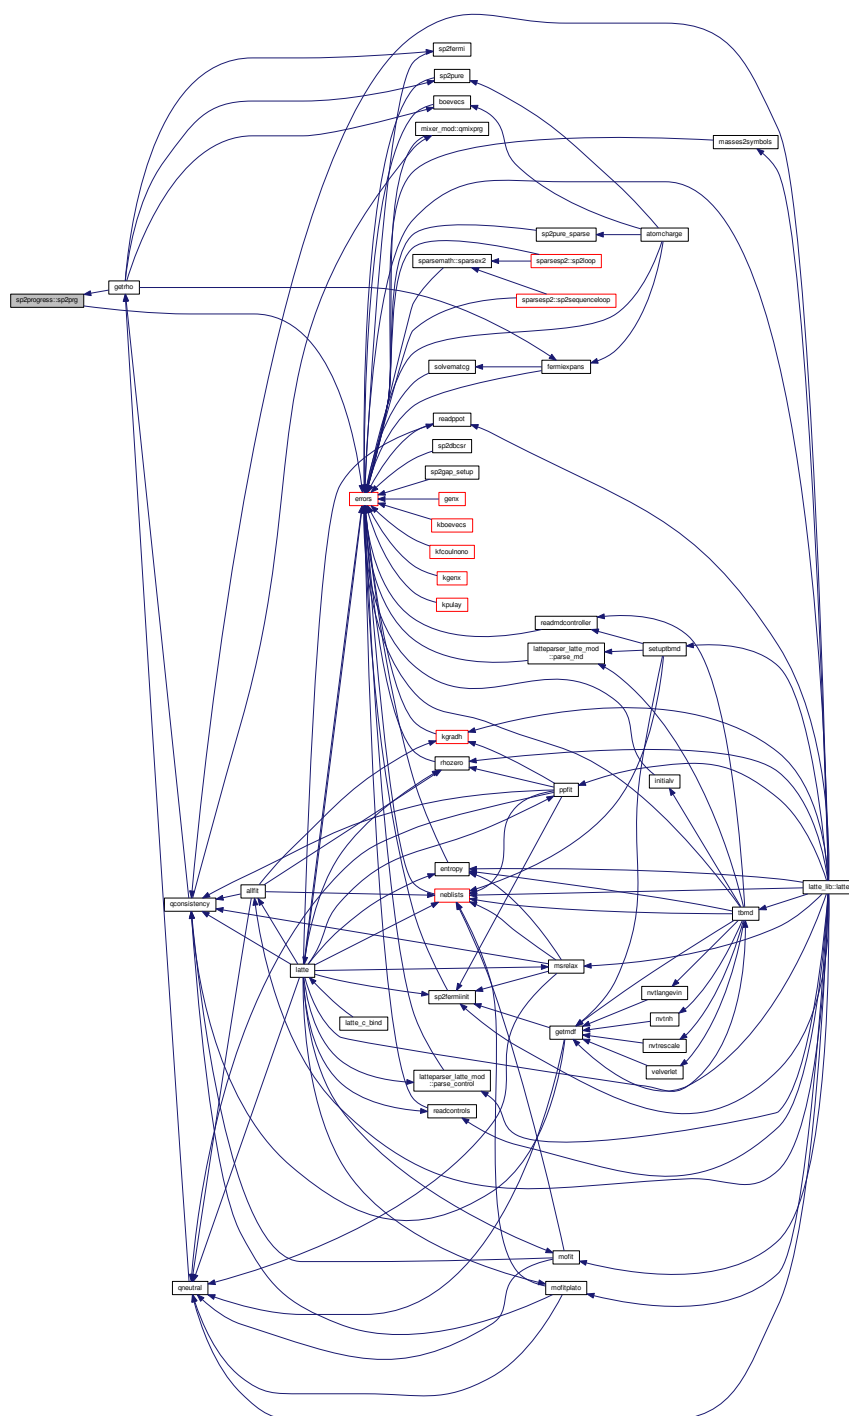 sp2fermi
sp2pure
boevecs
mixer_mod::qmixprg
masses2symbols
sp2pure_sparse
atomcharge
sparsemath::sparsex2
sparsesp2::sp2loop
getrho
sp2progress::sp2prg
sparsesp2::sp2sequenceloop
solvematcg
fermiexpans
readppot
sp2dbcsr
sp2gap_setup
errors
genx
kboevecs
kfcoulnono
kgenx
kpulay
readmdcontroller
latteparser_latte_mod
::parse_md
setuptbmd
kgradh
rhozero
initialv
ppfit
entropy
allfit
neblists
latte_lib::latte
qconsistency
tbmd
latte
msrelax
sp2fermiinit
nvtlangevin
latte_c_bind
getmdf
nvtnh
nvtrescale
latteparser_latte_mod
::parse_control
velverlet
readcontrols
mofit
qneutral
mofitplato